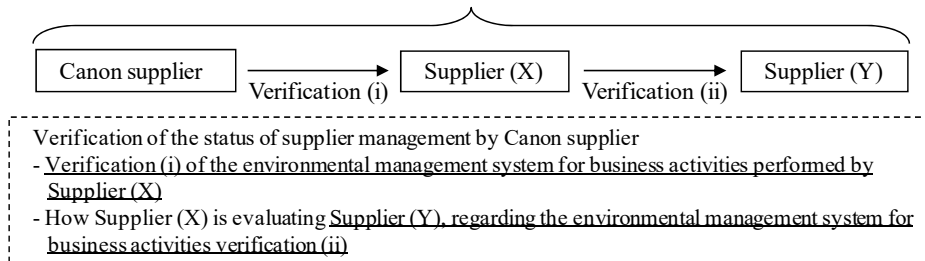 Canon supplier
Verification (i)
Supplier (X)
Verification (ii)
Supplier (Y)
Verification of the status of supplier management by Canon supplier
- Verification (i) of the environmental management system for business activities performed by
Supplier (X)
- How Supplier (X) is evaluating Supplier (Y), regarding the environmental management system for
business activities verification (ii)